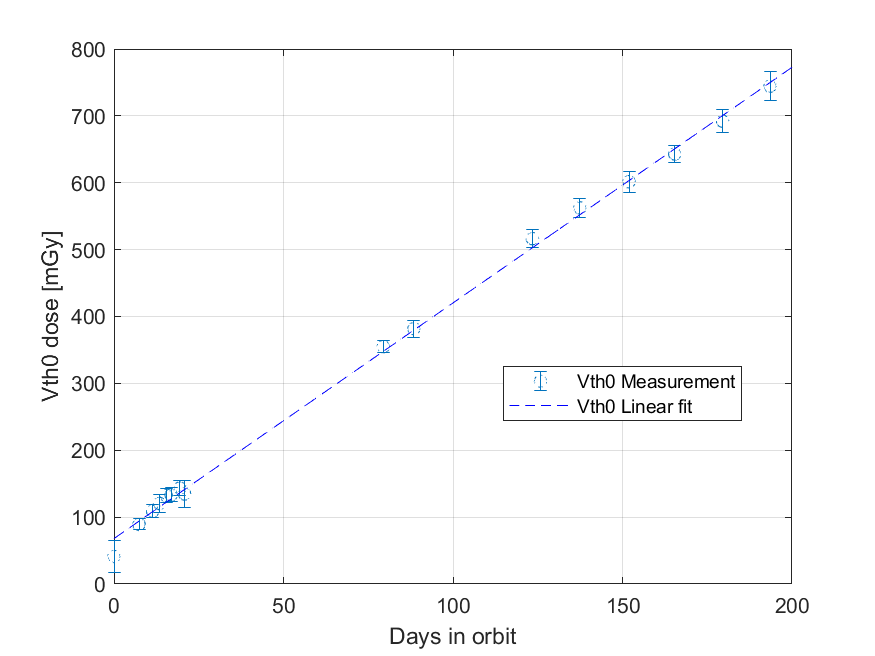 800
700
600
500
400
300
200
100
0
Vth0 dose [mGy]
Vth0 Measurement
Vth0 Linear fit
0 50 100 150 200
Days in orbit